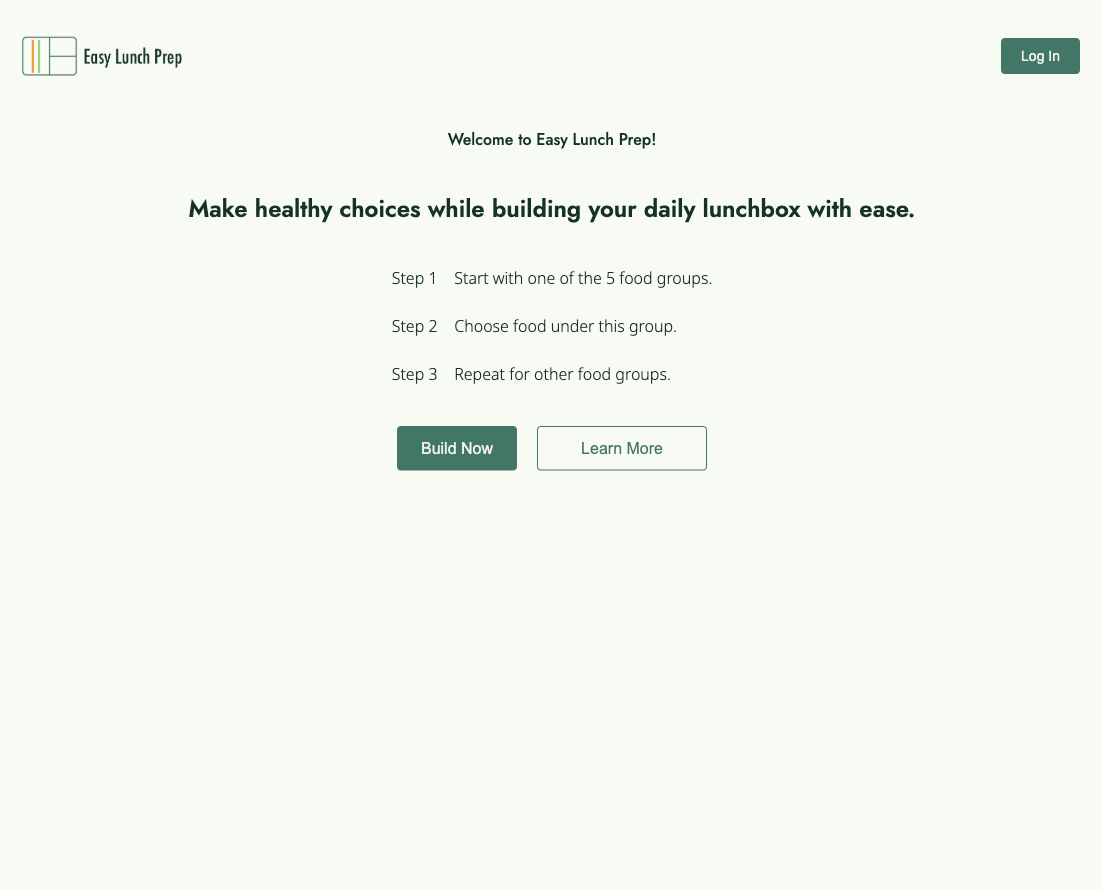 Easy Lunch Prep
Log In
Welcome to Easy Lunch Prep!
Make healthy choices while building your daily lunchbox with ease.
Step 1 Start with one of the 5 food groups.
Step 2 Choose food under this group.
Step 3 Repeat for other food groups.
Build Now
Learn More